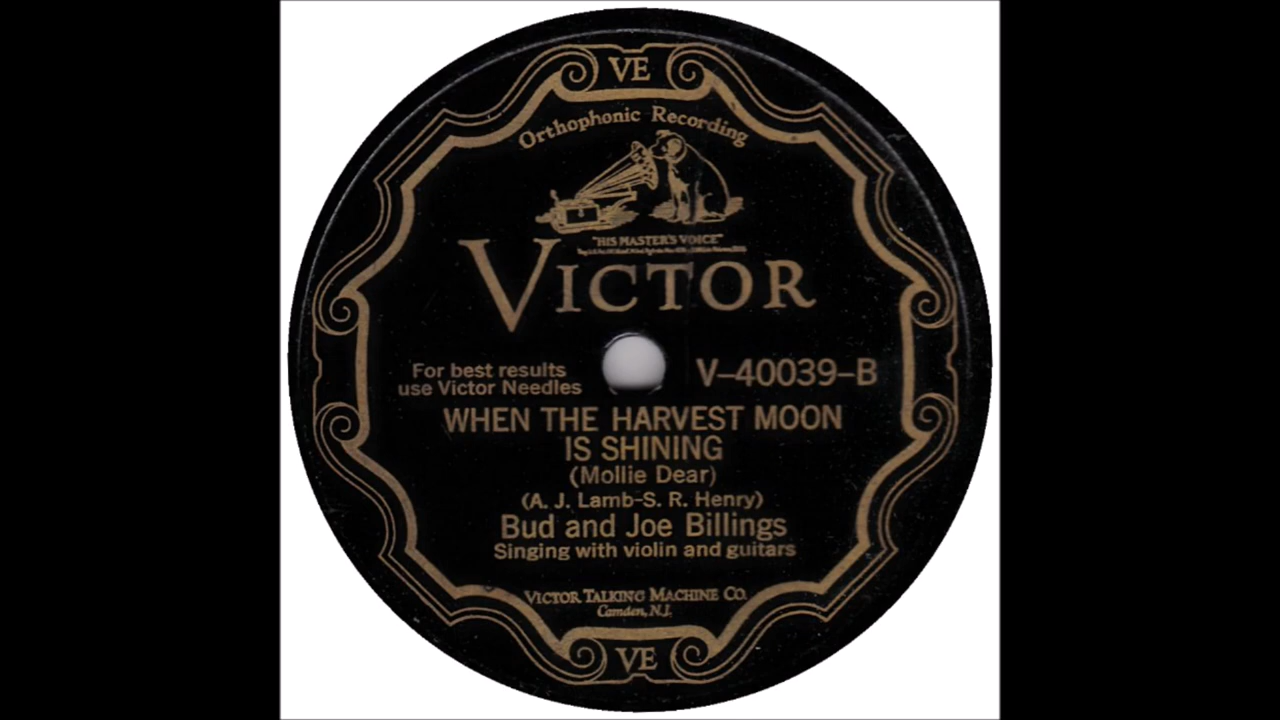 VE
Orthophonic Recording
"HIS MASTER'S VOICE"
VICTOR
For best results
use Victor Needles
V-40039-B
WHEN THE HARVEST MOON
IS SHINING
(Mollie Dear)
(A. J. Lamb-S. R. Henry)
Bud and Joe Billings
Singing with violin and guitars
VICTOR TALKING MACHINE CO.
Camden, N.J.
VE